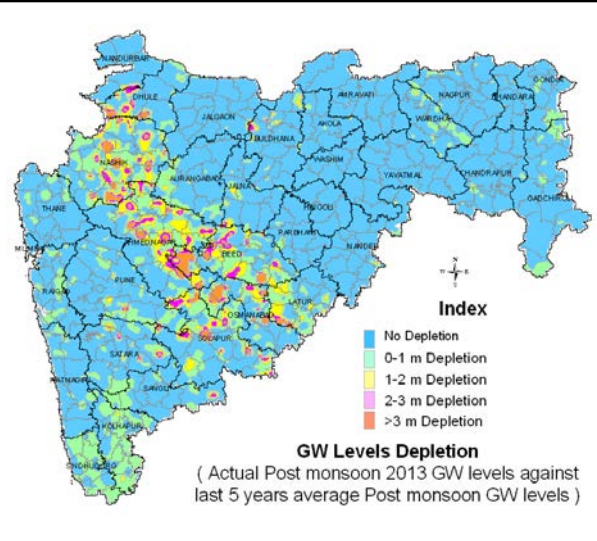 NANDURBAR
DHULE
JALGAON
BULDHANA
AKOLA
AMRAVATI
NAGPUR
BHANDARA
GONDIA
WARDHA
WASHIM
YAVATMAL
CHANDRAPUR
GADCHIROLI
NASHIK
AURANGABAD
JALNA
HINGOLI
PARBHANI
NANDED
THANE
AHMEDNAGAR
BEED
PUNE
RAIGAD
LATUR
OSMANABAD
SOLAPUR
SATARA
SANGLI
RATNAGIRI
KOLHAPUR
SINDHUDURG
N
W
E
S
Index
No Depletion
0-1 m Depletion
1-2 m Depletion
2-3 m Depletion
>3 m Depletion
GW Levels Depletion
( Actual Post monsoon 2013 GW levels against
last 5 years average Post monsoon GW levels )